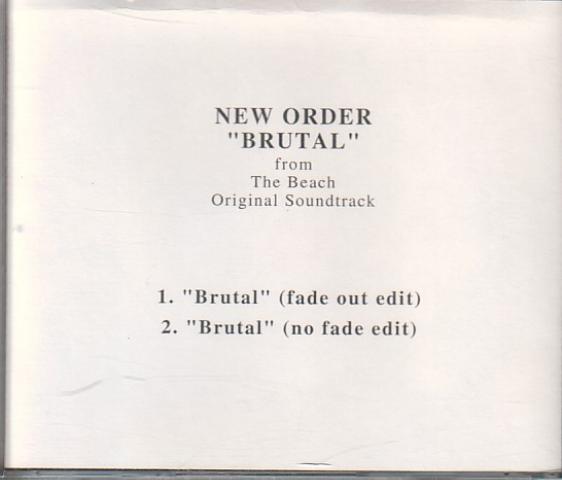 NEW ORDER
"BRUTAL"
from
The Beach
Original Soundtrack
1. "Brutal" (fade out edit)
2. "Brutal" (no fade edit)